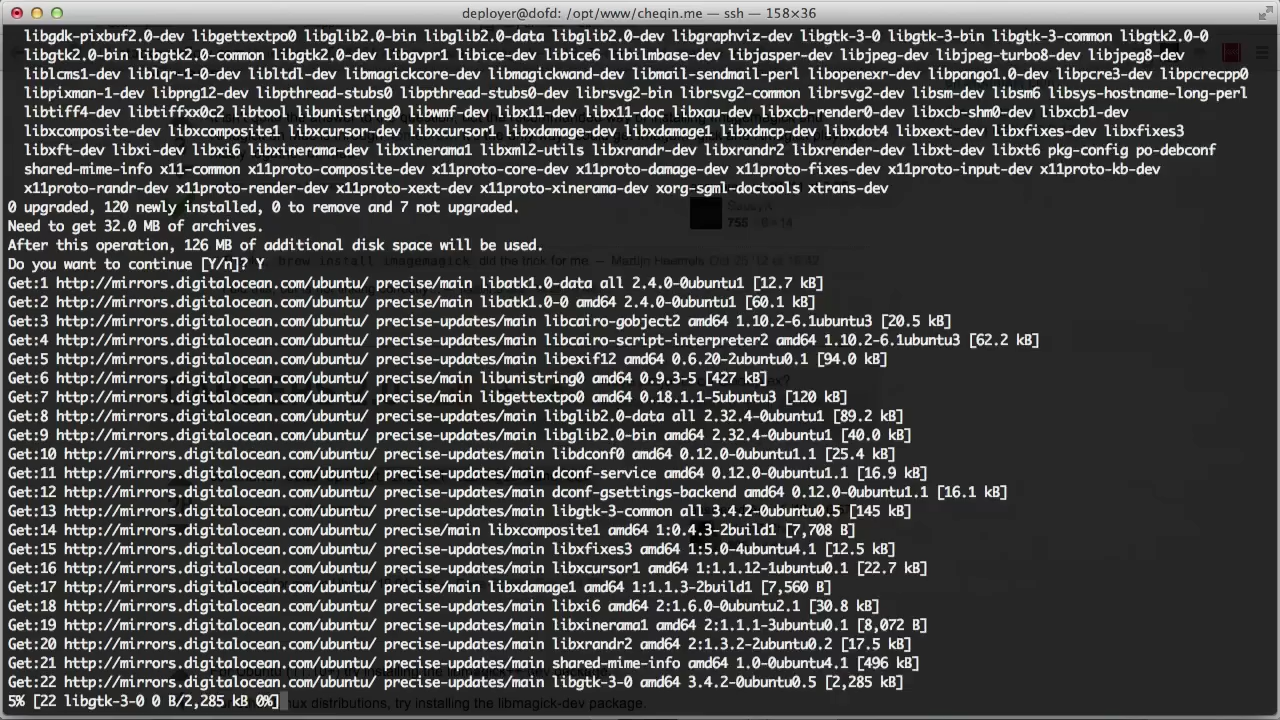 deployer@dofd: /opt/www/cheqin.me — ssh — 158×36
libgdk-pixbuf2.0-dev libgettextpo0 libglib2.0-bin libglib2.0-data libglib2.0-dev libgraphviz-dev libgtk-3-0 libgtk-3-bin libgtk-3-common libgtk2.0-0
libgtk2.0-bin libgtk2.0-common libgtk2.0-dev libgvpr1 libice-dev libice6 libilmbase-dev libjasper-dev libjpeg-dev libjpeg-turbo8-dev libjpeg8-dev
liblcms1-dev liblqr-1-0-dev libltdl-dev libmagickcore-dev libmagickwand-dev libmail-sendmail-perl libopenexr-dev libpango1.0-dev libpcre3-dev libpcrecpp0
libpixman-1-dev libpng12-dev libpthread-stubs0 libpthread-stubs0-dev librsvg2-bin librsvg2-common librsvg2-dev libsm-dev libsm6 libsys-hostname-long-perl
libtiff4-dev libtiffxx0c2 libtool libunistring0 libwmf-dev libx11-dev libx11-doc libxau-dev libxcb-render0-dev libxcb-shm0-dev libxcb1-dev
libxcomposite-dev libxcomposite1 libxcursor-dev libxcursor1 libxdamage-dev libxdamage1 libxdmcp-dev libxdot4 libxext-dev libxfixes-dev libxfixes3
libxft-dev libxi-dev libxi6 libxinerama-dev libxinerama1 libxml2-utils libxrandr-dev libxrandr2 libxrender-dev libxt-dev libxt6 pkg-config po-debconf
shared-mime-info x11-common x11proto-composite-dev x11proto-core-dev x11proto-damage-dev x11proto-fixes-dev x11proto-input-dev x11proto-kb-dev
x11proto-randr-dev x11proto-render-dev x11proto-xext-dev x11proto-xinerama-dev xorg-sgml-doctools xtrans-dev
0 upgraded, 120 newly installed, 0 to remove and 7 not upgraded.
Need to get 32.0 MB of archives.
After this operation, 126 MB of additional disk space will be used.
Do you want to continue [Y/n]? Y
Get:1 http://mirrors.digitalocean.com/ubuntu/ precise/main libatk1.0-data all 2.4.0-0ubuntu1 [12.7 kB]
Get:2 http://mirrors.digitalocean.com/ubuntu/ precise/main libatk1.0-0 amd64 2.4.0-0ubuntu1 [60.1 kB]
Get:3 http://mirrors.digitalocean.com/ubuntu/ precise-updates/main libcairo-gobject2 amd64 1.10.2-6.1ubuntu3 [20.5 kB]
Get:4 http://mirrors.digitalocean.com/ubuntu/ precise-updates/main libcairo-script-interpreter2 amd64 1.10.2-6.1ubuntu3 [62.2 kB]
Get:5 http://mirrors.digitalocean.com/ubuntu/ precise-updates/main libexif12 amd64 0.6.20-2ubuntu0.1 [94.0 kB]
Get:6 http://mirrors.digitalocean.com/ubuntu/ precise/main libunistring0 amd64 0.9.3-5 [427 kB]
Get:7 http://mirrors.digitalocean.com/ubuntu/ precise/main libgettextpo0 amd64 0.18.1.1-5ubuntu3 [120 kB]
Get:8 http://mirrors.digitalocean.com/ubuntu/ precise-updates/main libglib2.0-data all 2.32.4-0ubuntu1 [89.2 kB]
Get:9 http://mirrors.digitalocean.com/ubuntu/ precise-updates/main libglib2.0-bin amd64 2.32.4-0ubuntu1 [40.0 kB]
Get:10 http://mirrors.digitalocean.com/ubuntu/ precise-updates/main libdconf0 amd64 0.12.0-0ubuntu1.1 [25.4 kB]
Get:11 http://mirrors.digitalocean.com/ubuntu/ precise-updates/main dconf-service amd64 0.12.0-0ubuntu1.1 [16.9 kB]
Get:12 http://mirrors.digitalocean.com/ubuntu/ precise-updates/main dconf-gsettings-backend amd64 0.12.0-0ubuntu1.1 [16.1 kB]
Get:13 http://mirrors.digitalocean.com/ubuntu/ precise-updates/main libgtk-3-common all 3.4.2-0ubuntu0.5 [145 kB]
Get:14 http://mirrors.digitalocean.com/ubuntu/ precise/main libxcomposite1 amd64 1:0.4.3-2build1 [7,708 B]
Get:15 http://mirrors.digitalocean.com/ubuntu/ precise-updates/main libxfixes3 amd64 1:5.0-4ubuntu4.1 [12.5 kB]
Get:16 http://mirrors.digitalocean.com/ubuntu/ precise-updates/main libxcursor1 amd64 1:1.1.12-1ubuntu0.1 [22.7 kB]
Get:17 http://mirrors.digitalocean.com/ubuntu/ precise/main libxdamage1 amd64 1:1.1.3-2build1 [7,560 B]
Get:18 http://mirrors.digitalocean.com/ubuntu/ precise-updates/main libxi6 amd64 2:1.6.0-0ubuntu2.1 [30.8 kB]
Get:19 http://mirrors.digitalocean.com/ubuntu/ precise-updates/main libxinerama1 amd64 2:1.1.1-3ubuntu0.1 [8,072 B]
Get:20 http://mirrors.digitalocean.com/ubuntu/ precise-updates/main libxrandr2 amd64 2:1.3.2-2ubuntu0.2 [17.5 kB]
Get:21 http://mirrors.digitalocean.com/ubuntu/ precise-updates/main shared-mime-info amd64 1.0-0ubuntu4.1 [496 kB]
Get:22 http://mirrors.digitalocean.com/ubuntu/ precise-updates/main libgtk-3-0 amd64 3.4.2-0ubuntu0.5 [2,285 kB]
5% [22 libgtk-3-0 0 B/2,285 kB 0%]